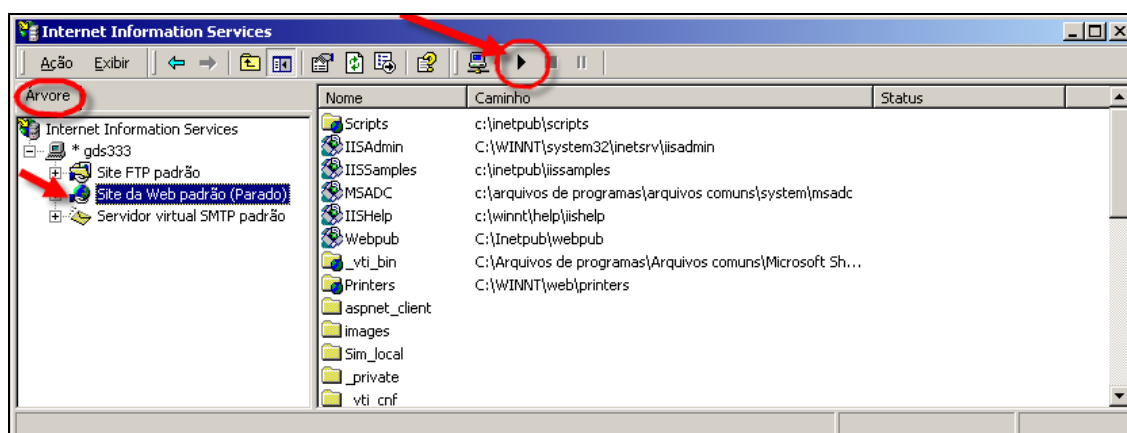 Internet Information Services
Ação Exibir
Árvore
Nome Caminho Status
Internet Information Services
* gds333
Site FTP padrão
Site da Web padrão (Parado)
Servidor virtual SMTP padrão
Scripts c:\inetpub\scripts
IISAdmin C:\WINNT\system32\inetsrv\iisadmin
IISSamples c:\inetpub\iissamples
MSADC c:\arquivos de programas\arquivos comuns\system\msadc
IISHelp c:\winnt\help\iishelp
Webpub C:\Inetpub\webpub
_vti_bin C:\Arquivos de programas\Arquivos comuns\Microsoft Sh...
Printers C:\WINNT\web\printers
aspnet_client
images
Sim_local
_private
_vti_cnf